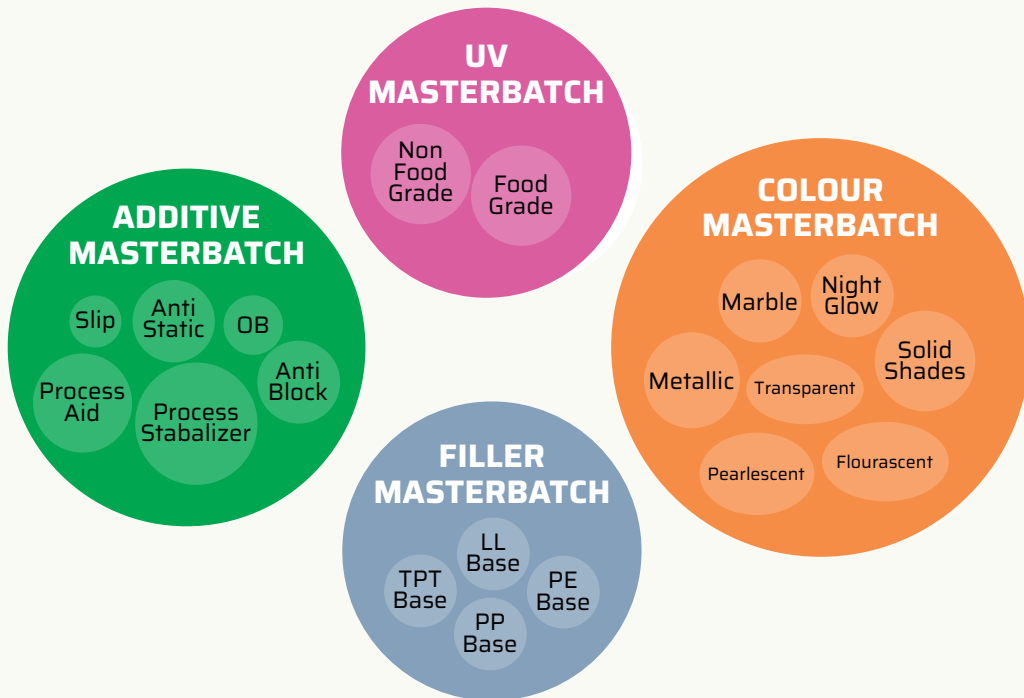 UV
MASTERBATCH
Non
Food
Grade
Food
Grade
ADDITIVE
MASTERBATCH
Slip
Anti
Static
OB
Anti
Block
Process
Aid
Process
Stabalizer
COLOUR
MASTERBATCH
Marble
Night
Glow
Solid
Shades
Metallic
Transparent
Pearlescent
Flourascent
FILLER
MASTERBATCH
LL
Base
TPT
Base
PE
Base
PP
Base